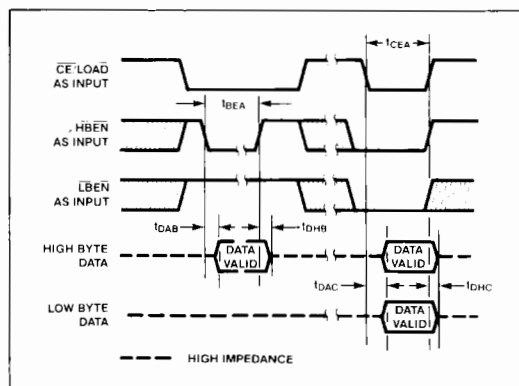 CE/LOAD
AS INPUT
tCEA
tBEA
, HBEN
AS INPUT
LBEN
AS INPUT
tDAB
tDHB
HIGH BYTE
DATA
DATA
VALID
DATA
VALID
tDAC
tDHC
LOW BYTE
DATA
DATA
VALID
HIGH IMPEDANCE